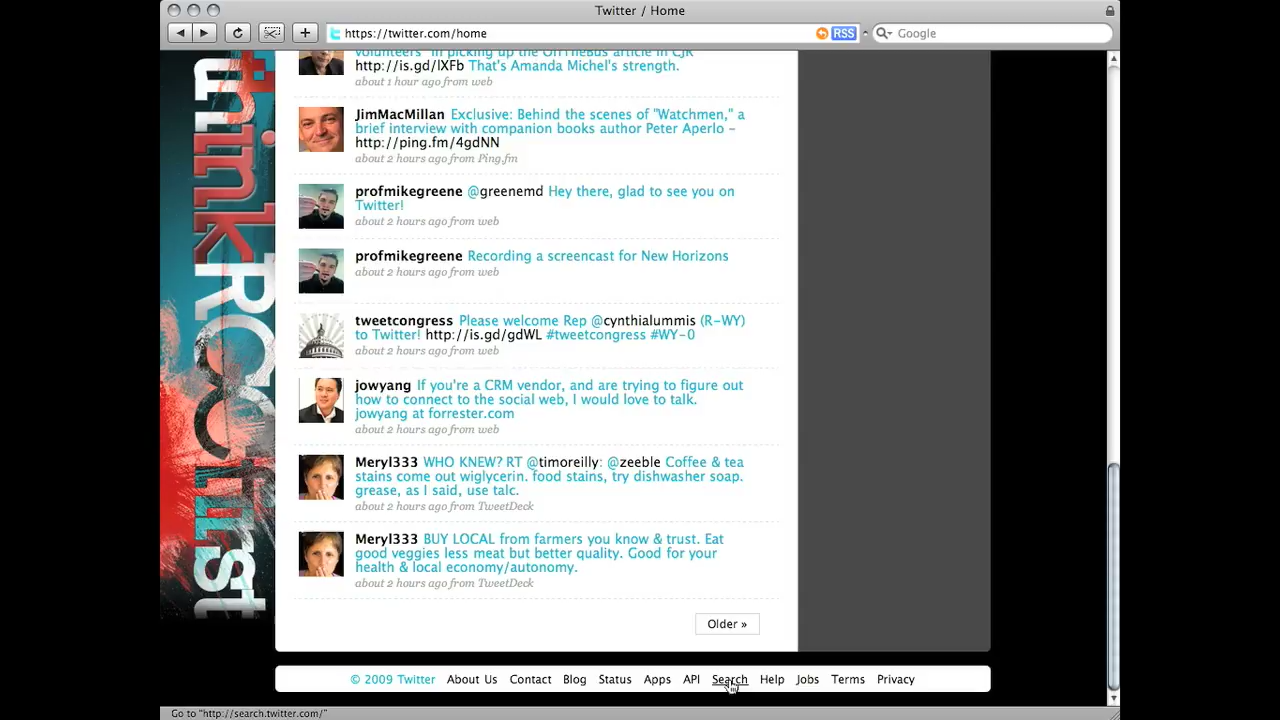 Twitter / Home
https://twitter.com/home
RSS
Google
volunteers" in picking up the OffTheBus article in CJR
http://is.gd/lXFb That's Amanda Michel's strength.
about 1 hour ago from web
JimMacMillan Exclusive: Behind the scenes of "Watchmen," a
brief interview with companion books author Peter Aperlo –
http://ping.fm/4gdNN
about 2 hours ago from Ping.fm
profmikegreene @greenemd Hey there, glad to see you on
Twitter!
about 2 hours ago from web
profmikegreene Recording a screencast for New Horizons
about 2 hours ago from web
tweetcongress Please welcome Rep @cynthialummis (R-WY)
to Twitter! http://is.gd/gdWL #tweetcongress #WY-0
about 2 hours ago from web
jowyang If you're a CRM vendor, and are trying to figure out
how to connect to the social web, I would love to talk.
jowyang at forrester.com
about 2 hours ago from web
Meryl333 WHO KNEW? RT @timoreilly: @zeeble Coffee & tea
stains come out w/glycerin. food stains, try dishwasher soap.
grease, as I said, use talc.
about 2 hours ago from TweetDeck
Meryl333 BUY LOCAL from farmers you know & trust. Eat
good veggies less meat but better quality. Good for your
health & local economy/autonomy.
about 2 hours ago from TweetDeck
Older »
© 2009 Twitter About Us Contact Blog Status Apps API Search Help Jobs Terms Privacy
Go to "http://search.twitter.com/"